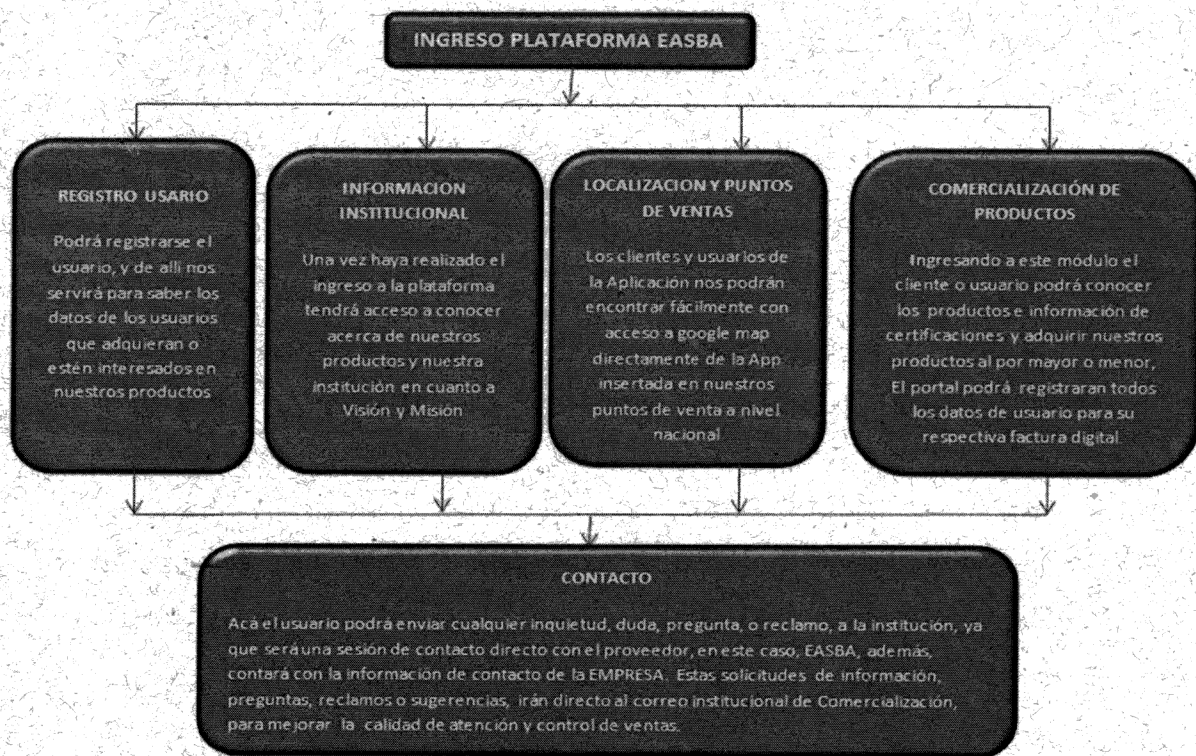 INGRESO PLATAFORMA EASBA
REGISTRO USARIO
Podrá registrarse el
usuario, y de allí nos
servirá para saber los
datos de los usuarios
que adquieran o
estén interesados en
nuestros productos
INFORMACION
INSTITUCIONAL
Una vez haya realizado el
ingreso a la plataforma
tendrá acceso a conocer
acerca de nuestros
productos y nuestra
institución en cuanto a
Visión y Misión
LOCALIZACION Y PUNTOS
DE VENTAS
Los clientes y usuarios de
la Aplicación nos podrán
encontrar fácilmente con
acceso a google map
directamente de la App
insertada en nuestros
puntos de venta a nivel
nacional
COMERCIALIZACIÓN DE
PRODUCTOS
Ingresando a este módulo el
cliente o usuario podrá conocer
los productos e información de
certificaciones y adquirir nuestros
productos al por mayor o menor,
El portal podrá registraran todos
los datos de usuario para su
respectiva factura digital
CONTACTO
Acá el usuario podrá enviar cualquier inquietud, duda, pregunta, o reclamo, a la institución, ya
que será una sesión de contacto directo con el proveedor, en este caso, EASBA, además,
contará con la información de contacto de la EMPRESA. Estas solicitudes de información,
preguntas, reclamos o sugerencias, irán directo al correo institucional de Comercialización,
para mejorar la calidad de atención y control de ventas.